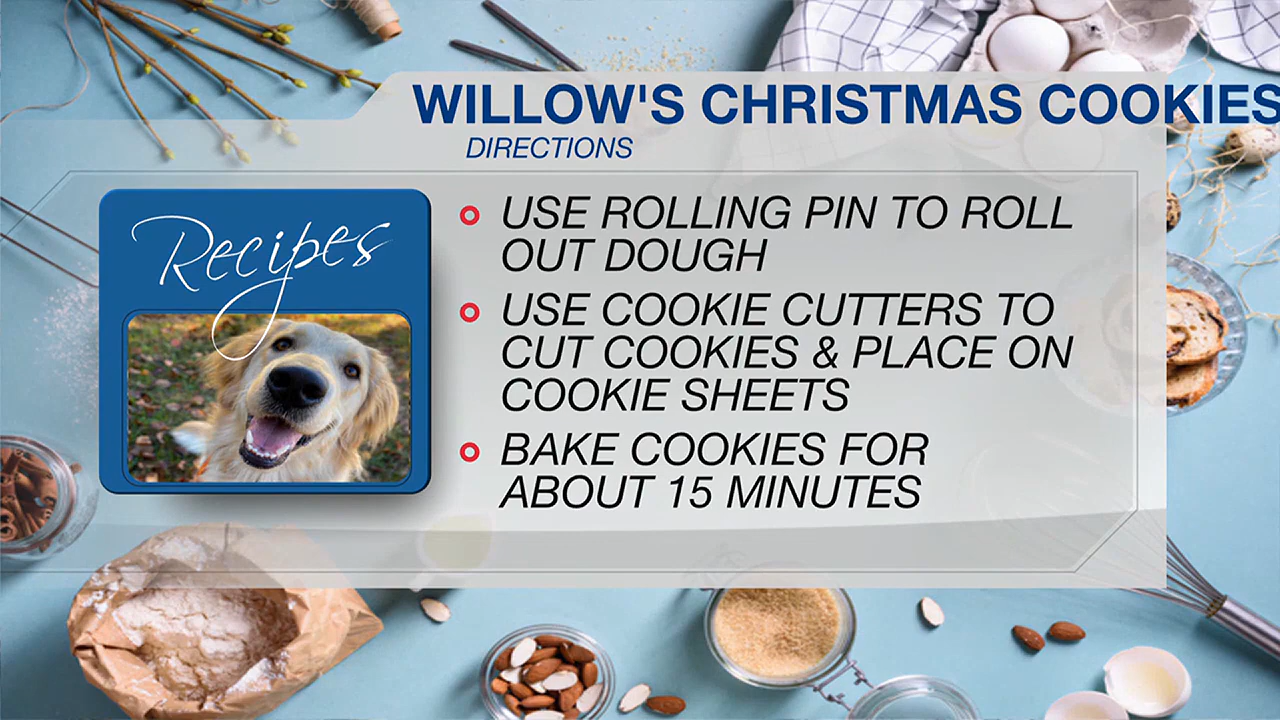 WILLOW'S CHRISTMAS COOKIES
DIRECTIONS
Recipes
USE ROLLING PIN TO ROLL
OUT DOUGH
USE COOKIE CUTTERS TO
CUT COOKIES & PLACE ON
COOKIE SHEETS
BAKE COOKIES FOR
ABOUT 15 MINUTES